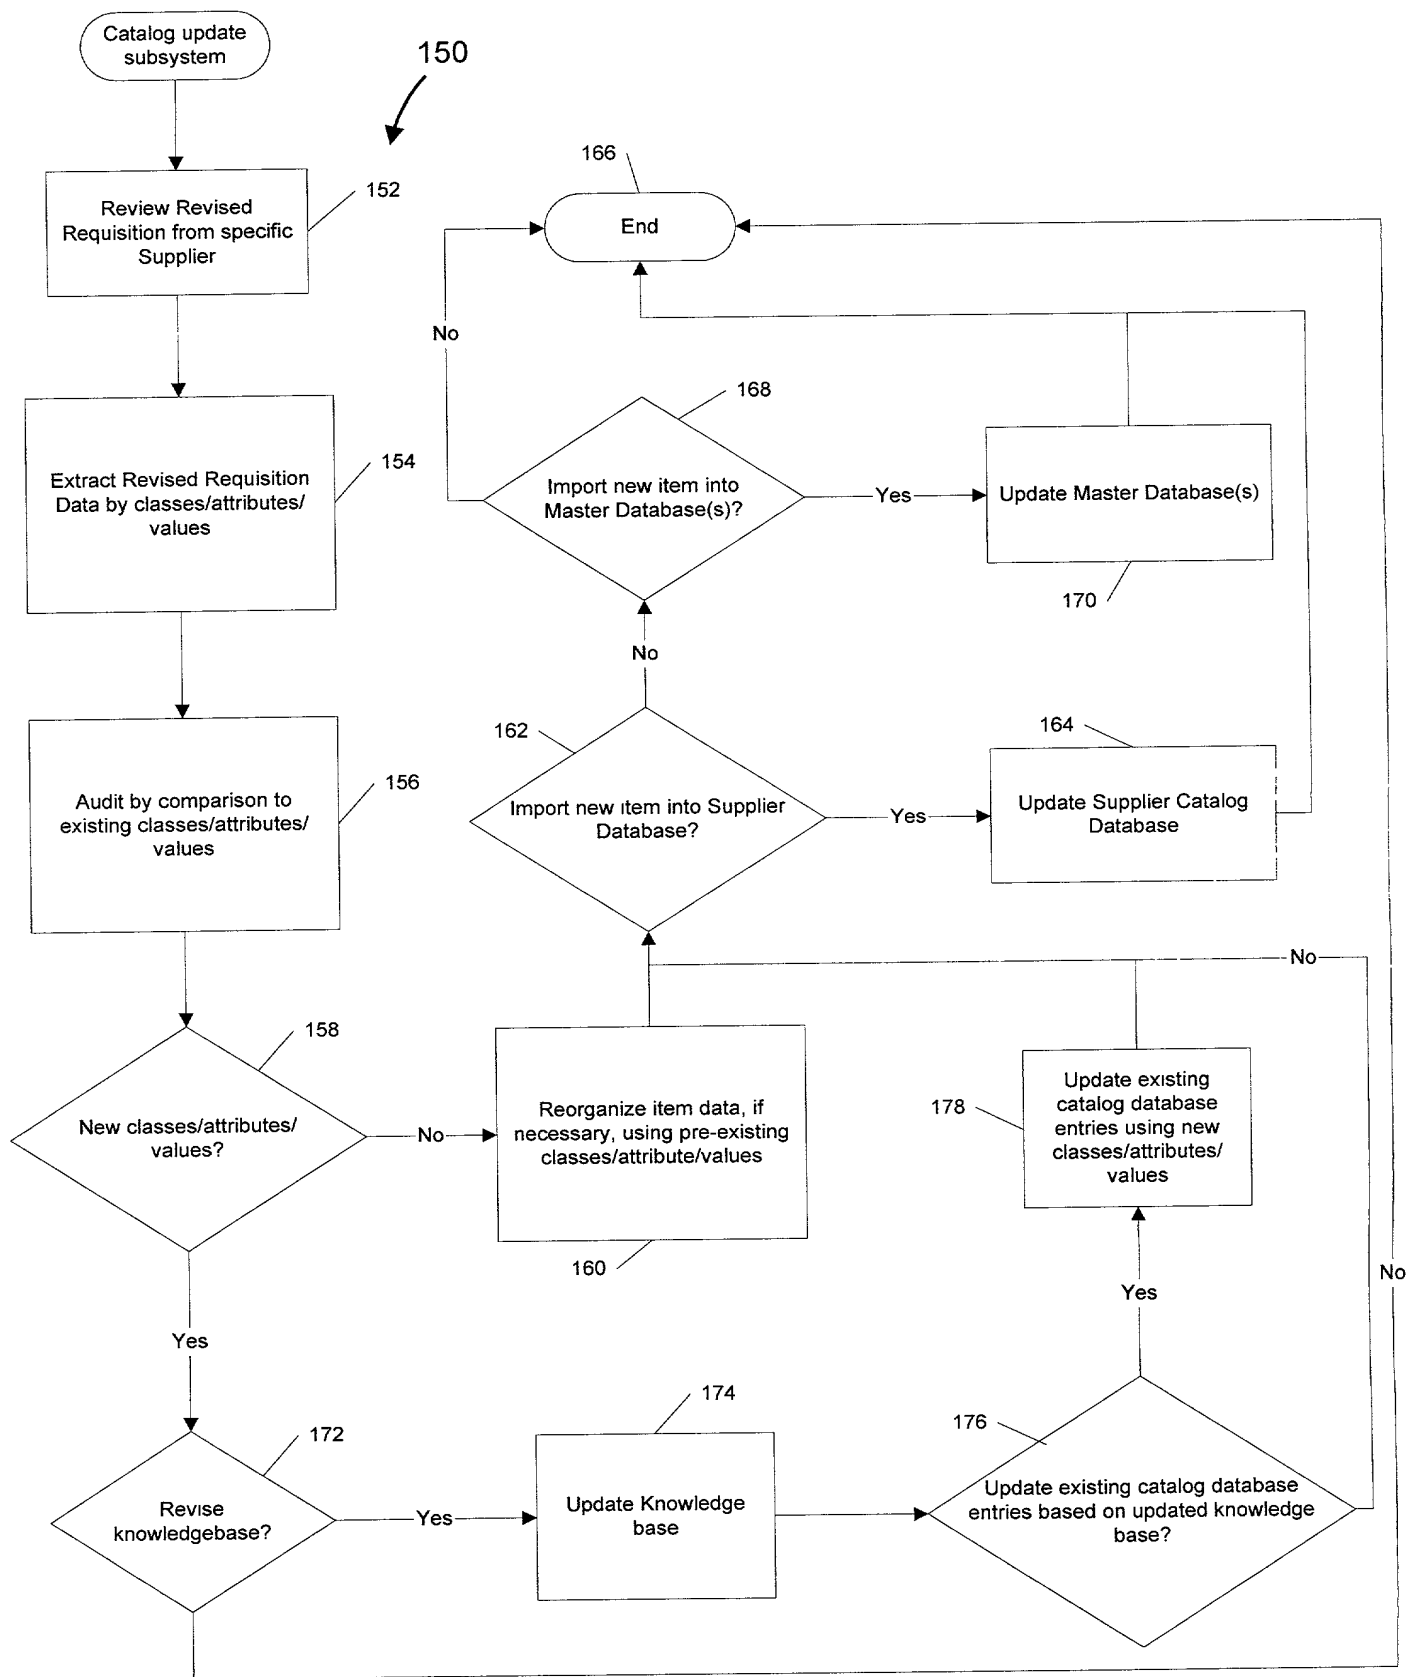 Catalog update
subsystem
150
152
Review Revised
Requisition from specific
Supplier
166
End
No
154
Extract Revised Requisition
Data by classes/attributes/
values
168
Import new item into
Master Database(s)?
Yes
Update Master Database(s)
170
No
156
Audit by comparison to
existing classes/attributes/
values
162
Import new item into Supplier
Database?
Yes
164
Update Supplier Catalog
Database
158
New classes/attributes/
values?
No
Reorganize item data, if
necessary, using pre-existing
classes/attribute/values
160
No
178
Update existing
catalog database
entries using new
classes/attributes/
values
Yes
No
Yes
172
Revise
knowledgebase?
Yes
174
Update Knowledge
base
176
Update existing catalog database
entries based on updated knowledge
base?